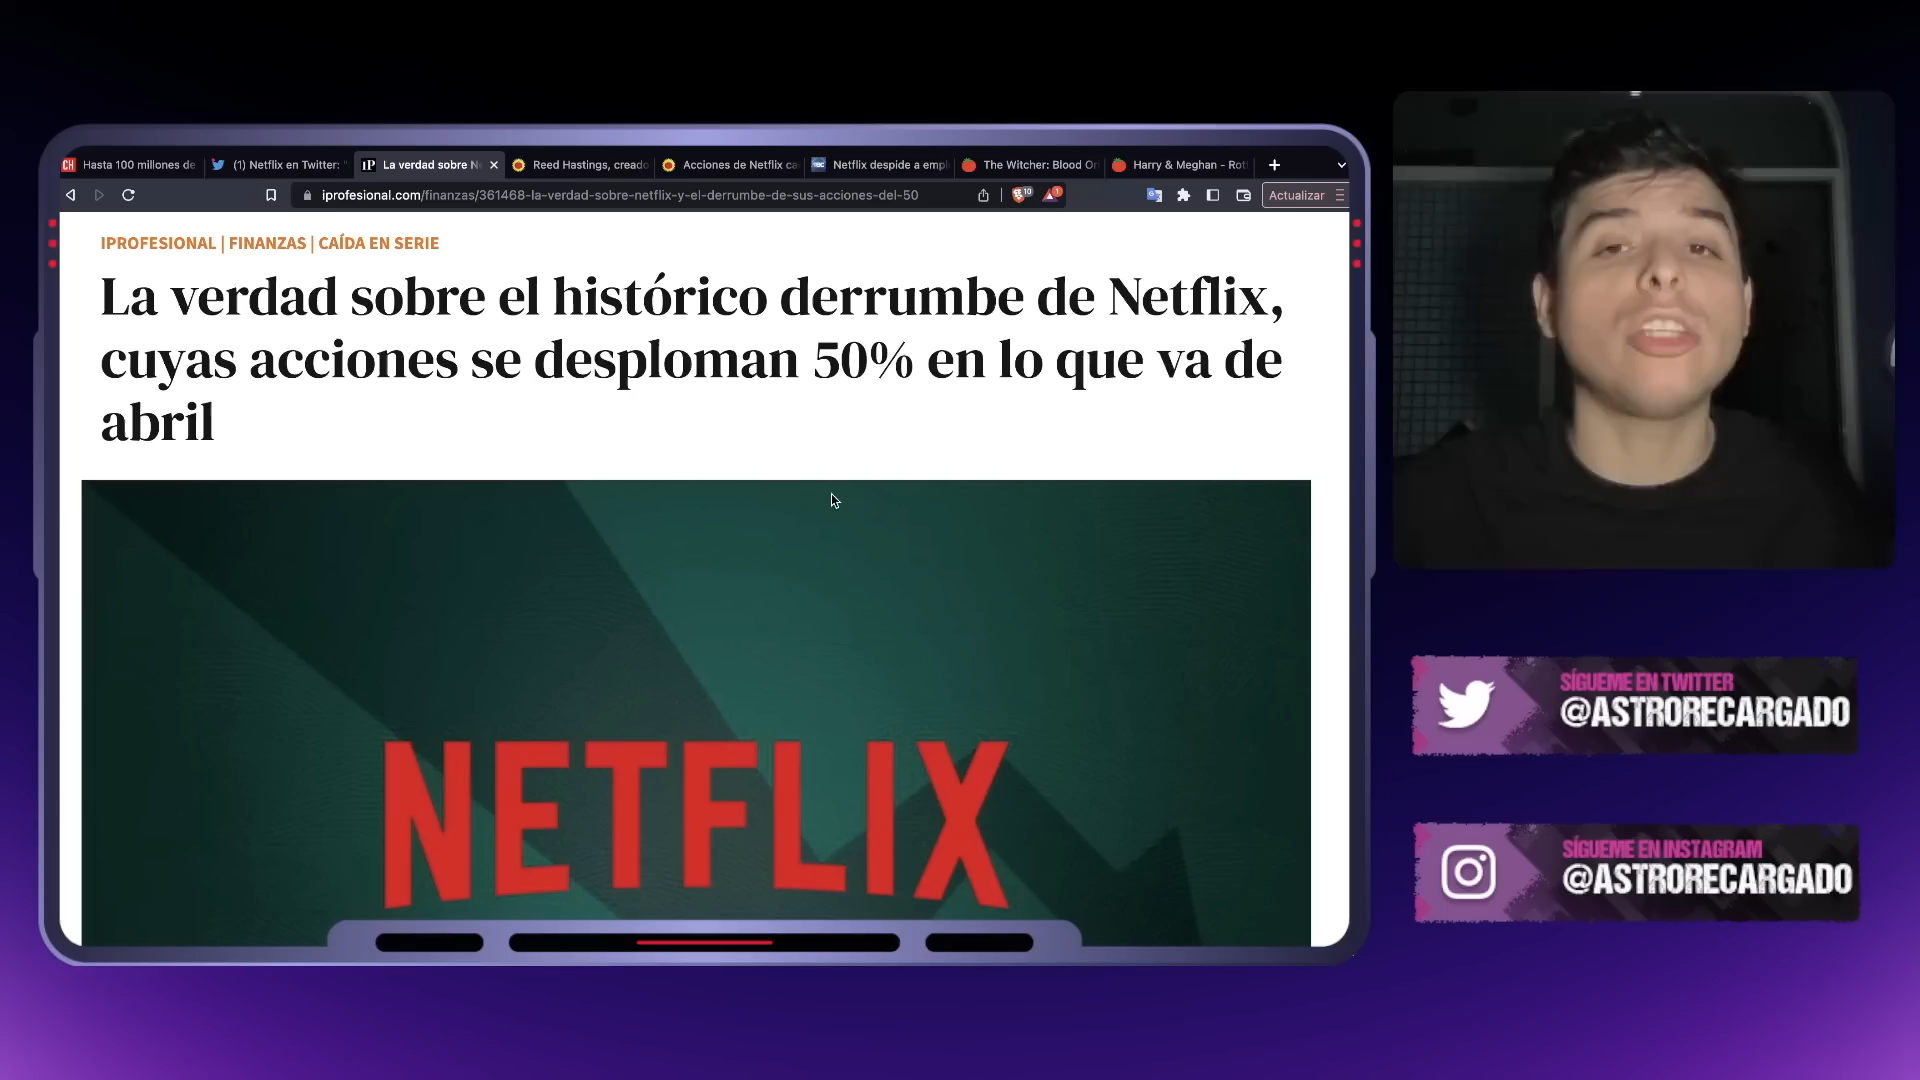 Hasta 100 millones de
(1) Netflix en Twitter: "
La verdad sobre N
Reed Hastings, creado
Acciones de Netflix ca
Netflix despide a empl
The Witcher: Blood Or
Harry & Meghan - Rot
iprofesional.com/finanzas/361468-la-verdad-sobre-netflix-y-el-derrumbe-de-sus-acciones-del-50
10
1
Actualizar
IPROFESIONAL | FINANZAS | CAÍDA EN SERIE
La verdad sobre el histórico derrumbe de Netflix,
cuyas acciones se desploman 50% en lo que va de
abril
NETFLIX
SÍGUEME EN TWITTER
@ASTRORECARGADO
SÍGUEME EN INSTAGRAM
@ASTRORECARGADO